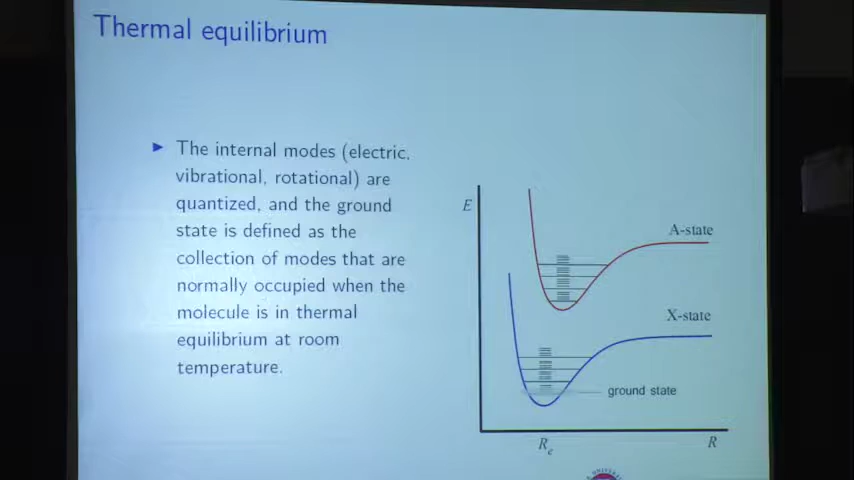 Thermal equilibrium
The internal modes (electric,
vibrational, rotational) are
quantized, and the ground
state is defined as the
collection of modes that are
normally occupied when the
molecule is in thermal
equilibrium at room
temperature.
E
A-state
X-state
ground state
Re
R